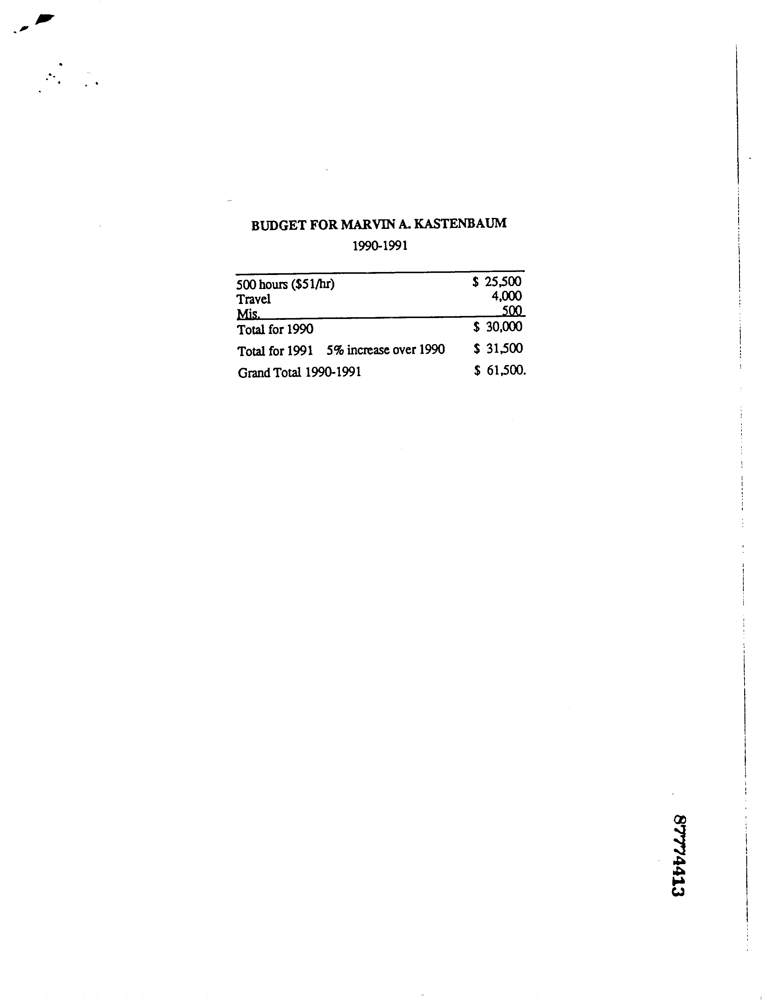 BUDGET FOR MARVIN A. KASTENBAUM
1990-1991
500 hours ($51/hr) $ 25,500
Travel 4,000
Mis. 500
Total for 1990 $ 30,000
Total for 1991 5% increase over 1990 $ 31,500
Grand Total 1990-1991 $ 61,500.
87774413